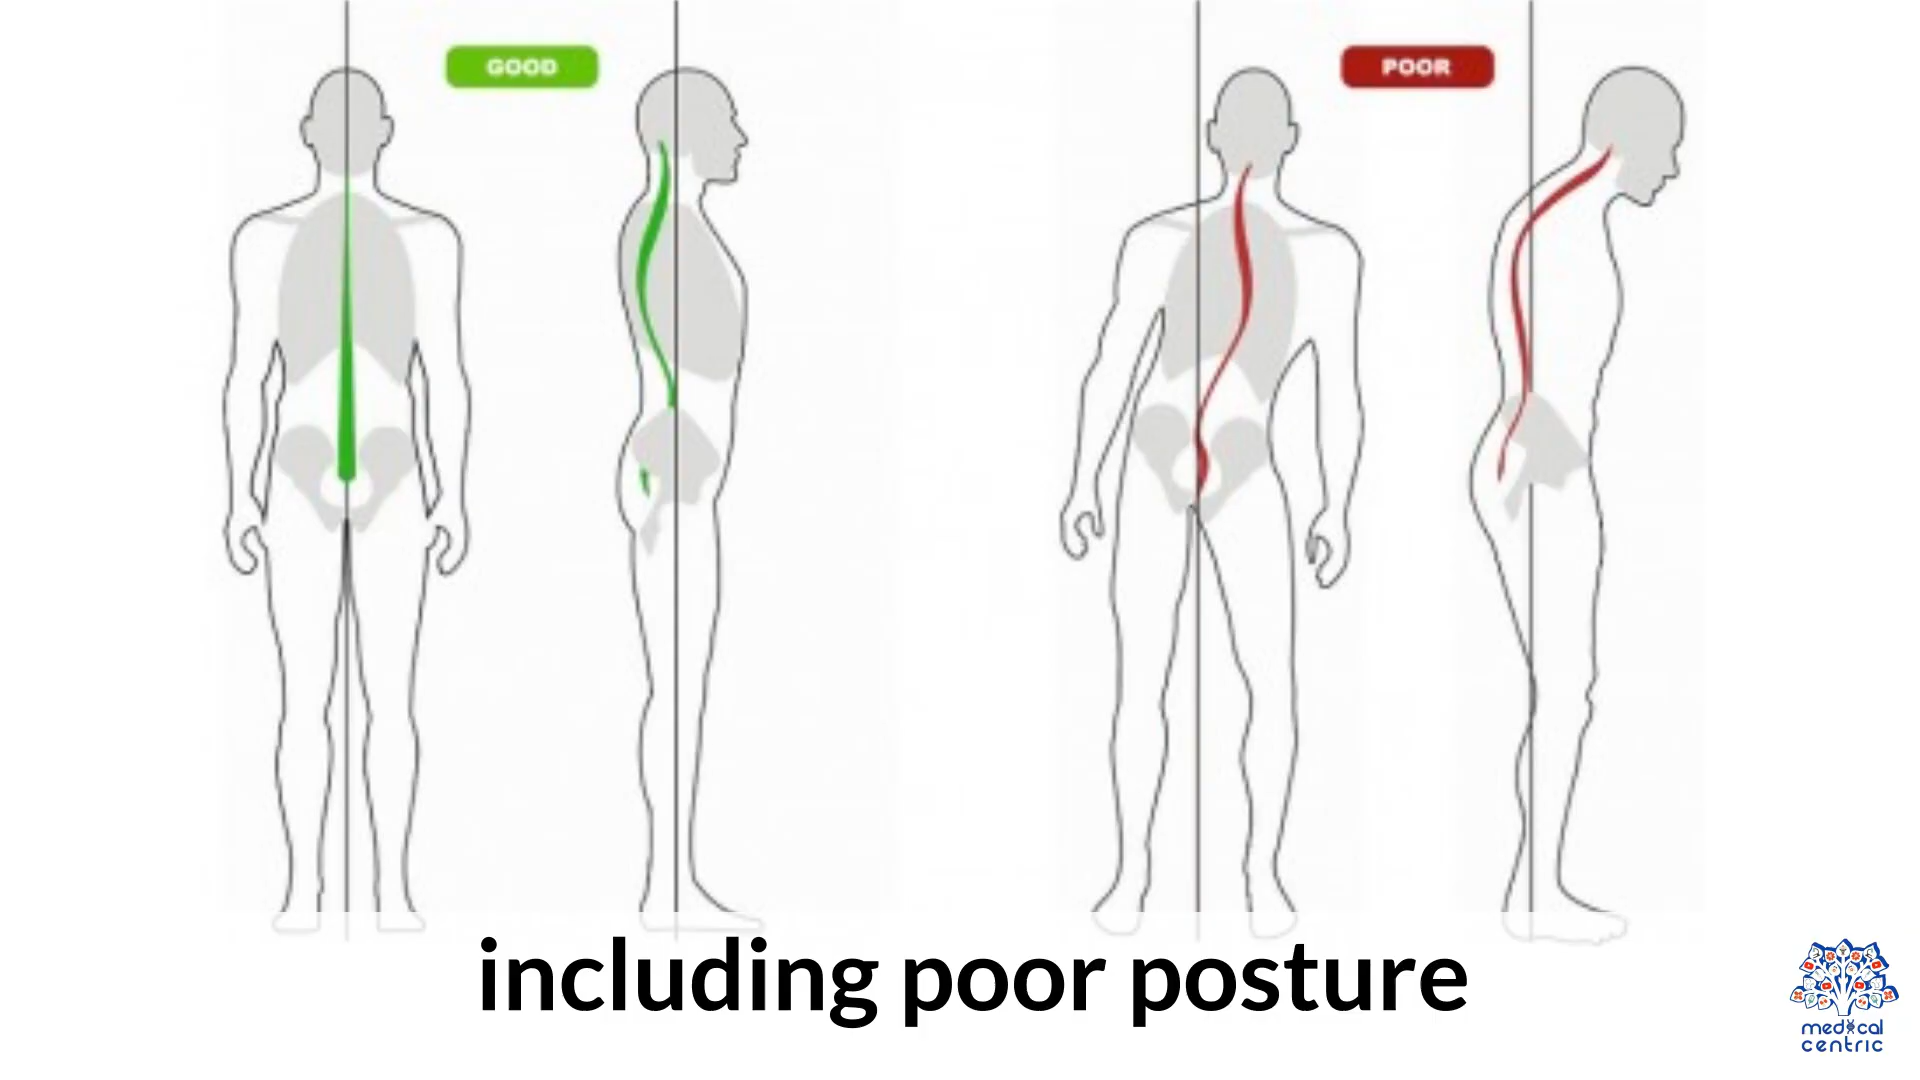 GOOD
POOR
including poor posture
medical
centric